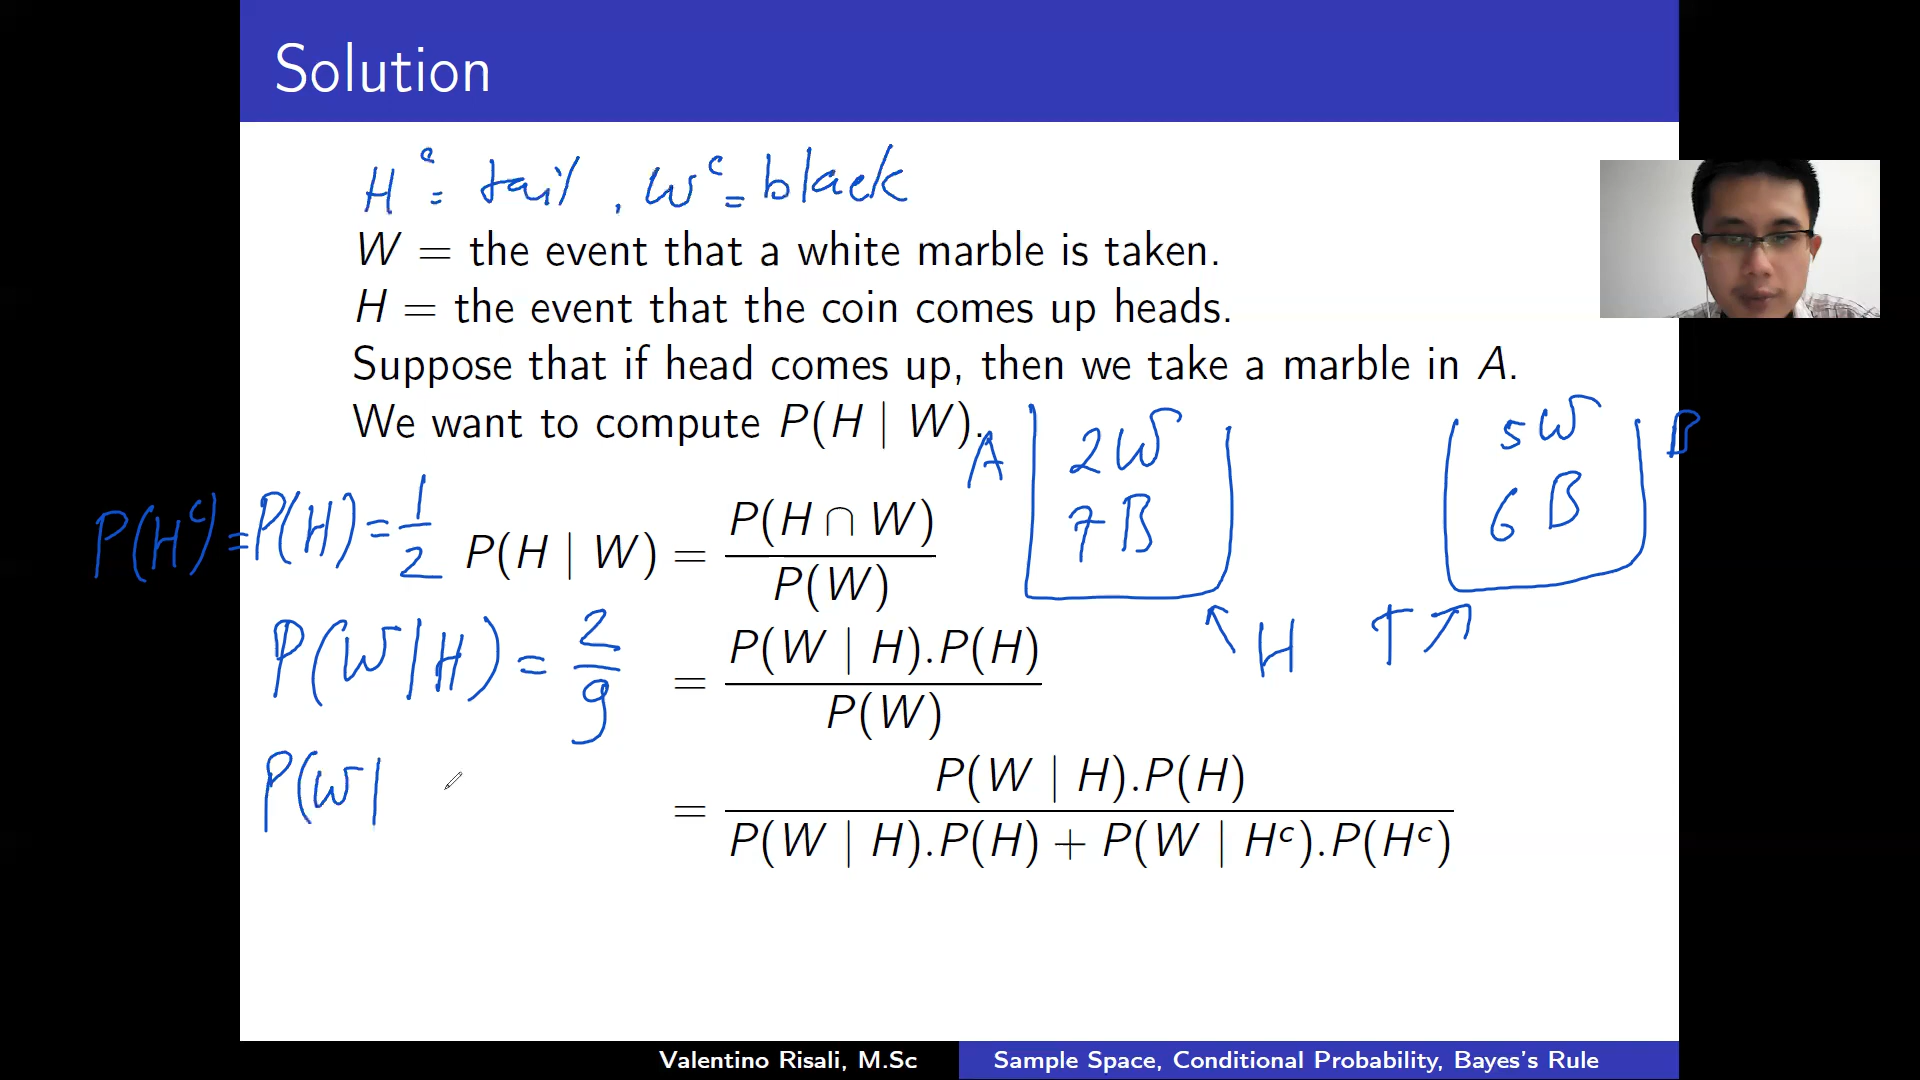 Solution
H^c = tail, W^c = black
W = the event that a white marble is taken.
H = the event that the coin comes up heads.
Suppose that if head comes up, then we take a marble in A.
We want to compute P(H | W).
A
2W
7B
5W
6B
B
P(H^c) = P(H) = 1/2
P(H | W) = P(H ∩ W) / P(W)
H
T
P(W|H) = 2/9
= P(W | H).P(H) / P(W)
P(W|
= P(W | H).P(H) / P(W | H).P(H) + P(W | H^c).P(H^c)
Valentino Risali, M.Sc
Sample Space, Conditional Probability, Bayes's Rule